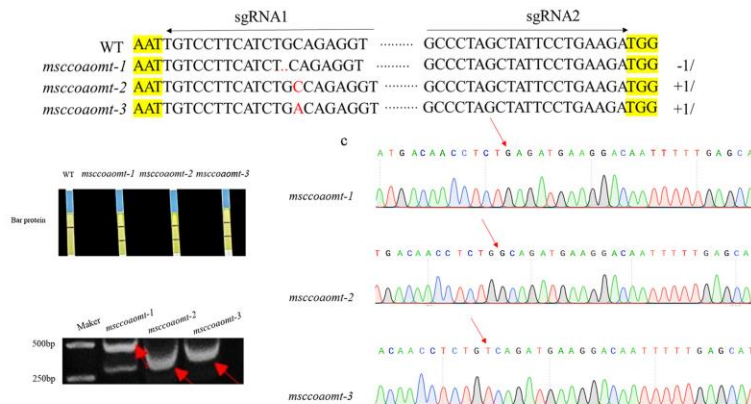 sgRNA1 sgRNA2
WT AATTGTCCTTCATCTGCAGAGGT ········ GCCCTAGCTATTCCTGAAGATGG
msccoaomt-1 AATTGTCCTTCATCT..CAGAGGT ········ GCCCTAGCTATTCCTGAAGATGG -1/
msccoaomt-2 AATTGTCCTTCATCTGCCAGAGGT ········ GCCCTAGCTATTCCTGAAGATGG +1/
msccoaomt-3 AATTGTCCTTCATCTGACAGAGGT ········ GCCCTAGCTATTCCTGAAGATGG +1/
c
ATGACAACCTCTGAGATGAAGGACAATTTTTGAGCA
msccoaomt-1
TGACAACCTCTGGCAGATGAAGGACAATTTTTGAGCA
msccoaomt-2
ACAACCTCTGTCAGATGAAGGACAATTTTTGAGCAT
msccoaomt-3
WT msccoaomt-1 msccoaomt-2 msccoaomt-3
Bar protein
Maker msccoaomt-1 msccoaomt-2 msccoaomt-3
500bp
250bp